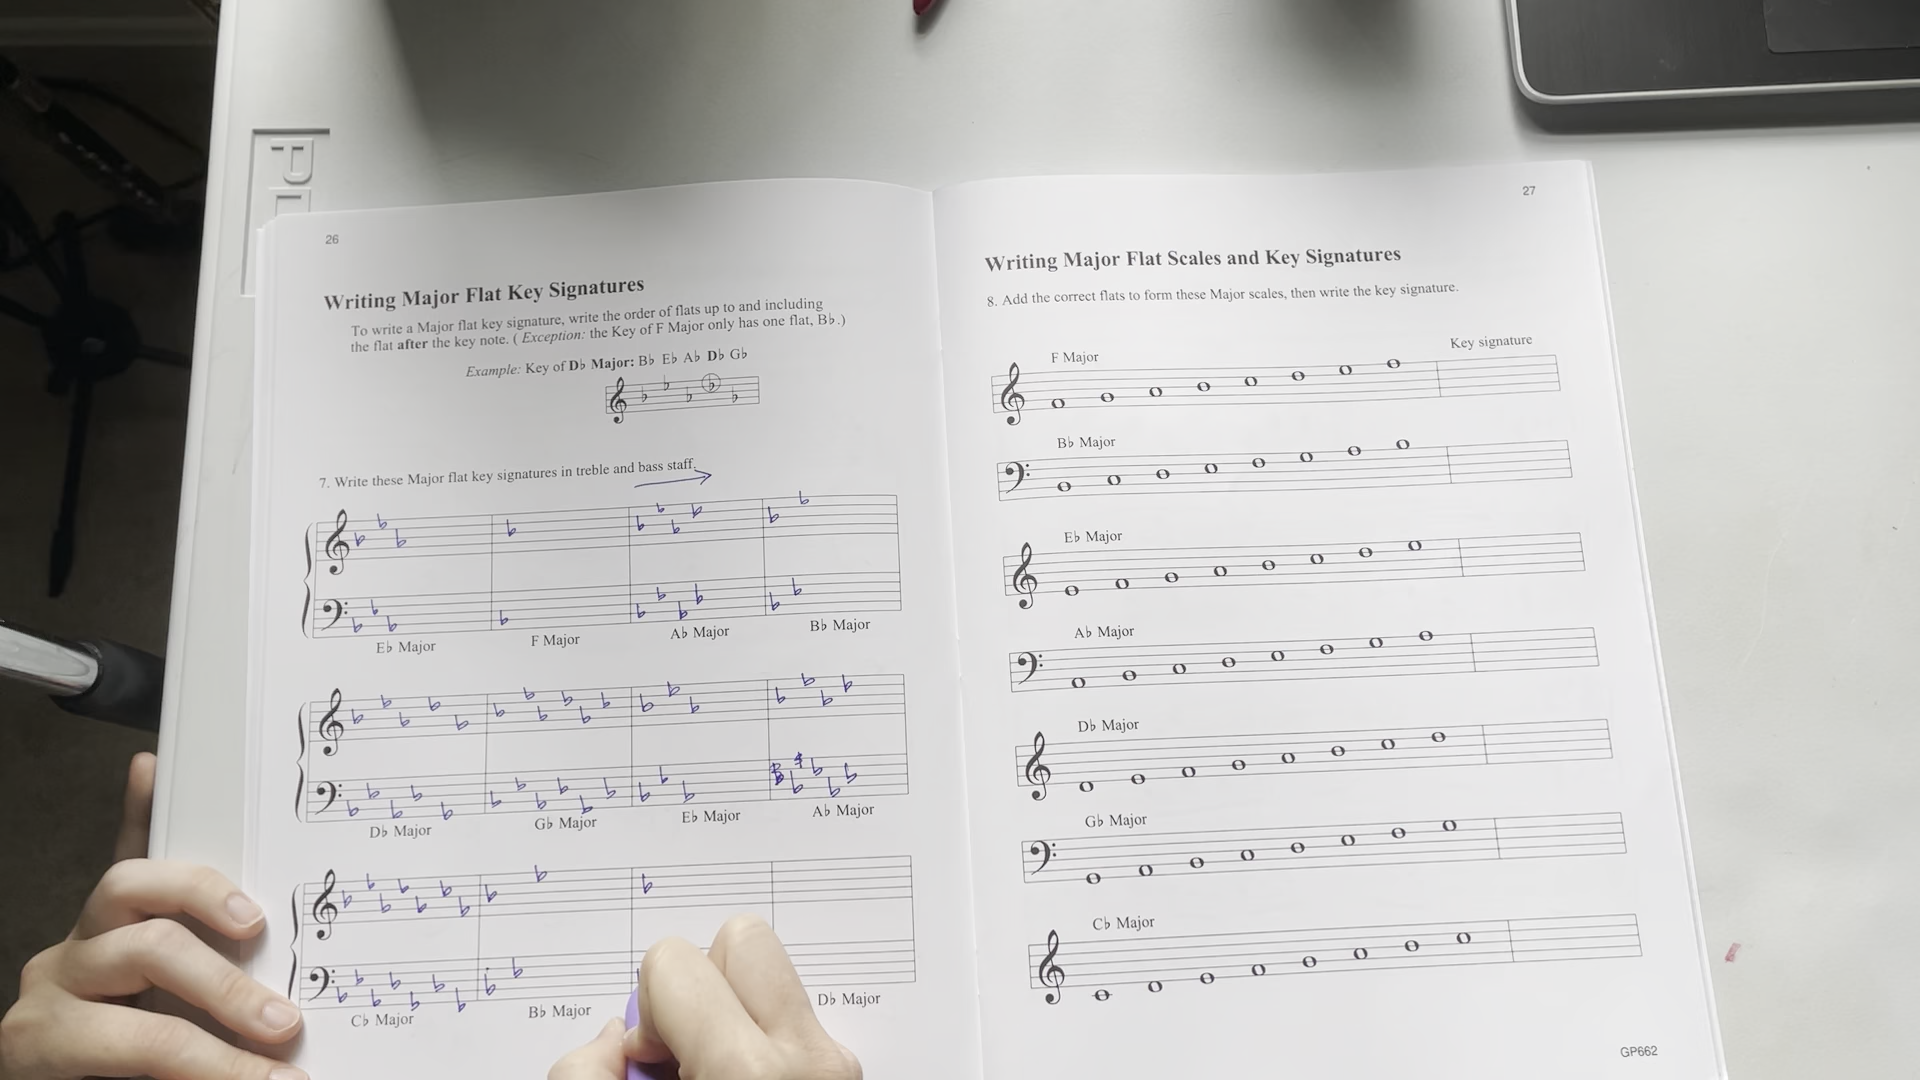 26
Writing Major Flat Key Signatures
To write a Major flat key signature, write the order of flats up to and including
the flat after the key note. ( Exception: the Key of F Major only has one flat, B♭.)
Example: Key of D♭ Major: B♭ E♭ A♭ D♭ G♭
7. Write these Major flat key signatures in treble and bass staff.
E♭ Major
F Major
A♭ Major
B♭ Major
D♭ Major
G♭ Major
E♭ Major
A♭ Major
C♭ Major
B♭ Major
D♭ Major
27
Writing Major Flat Scales and Key Signatures
8. Add the correct flats to form these Major scales, then write the key signature.
Key signature
F Major
B♭ Major
E♭ Major
A♭ Major
D♭ Major
G♭ Major
C♭ Major
GP662